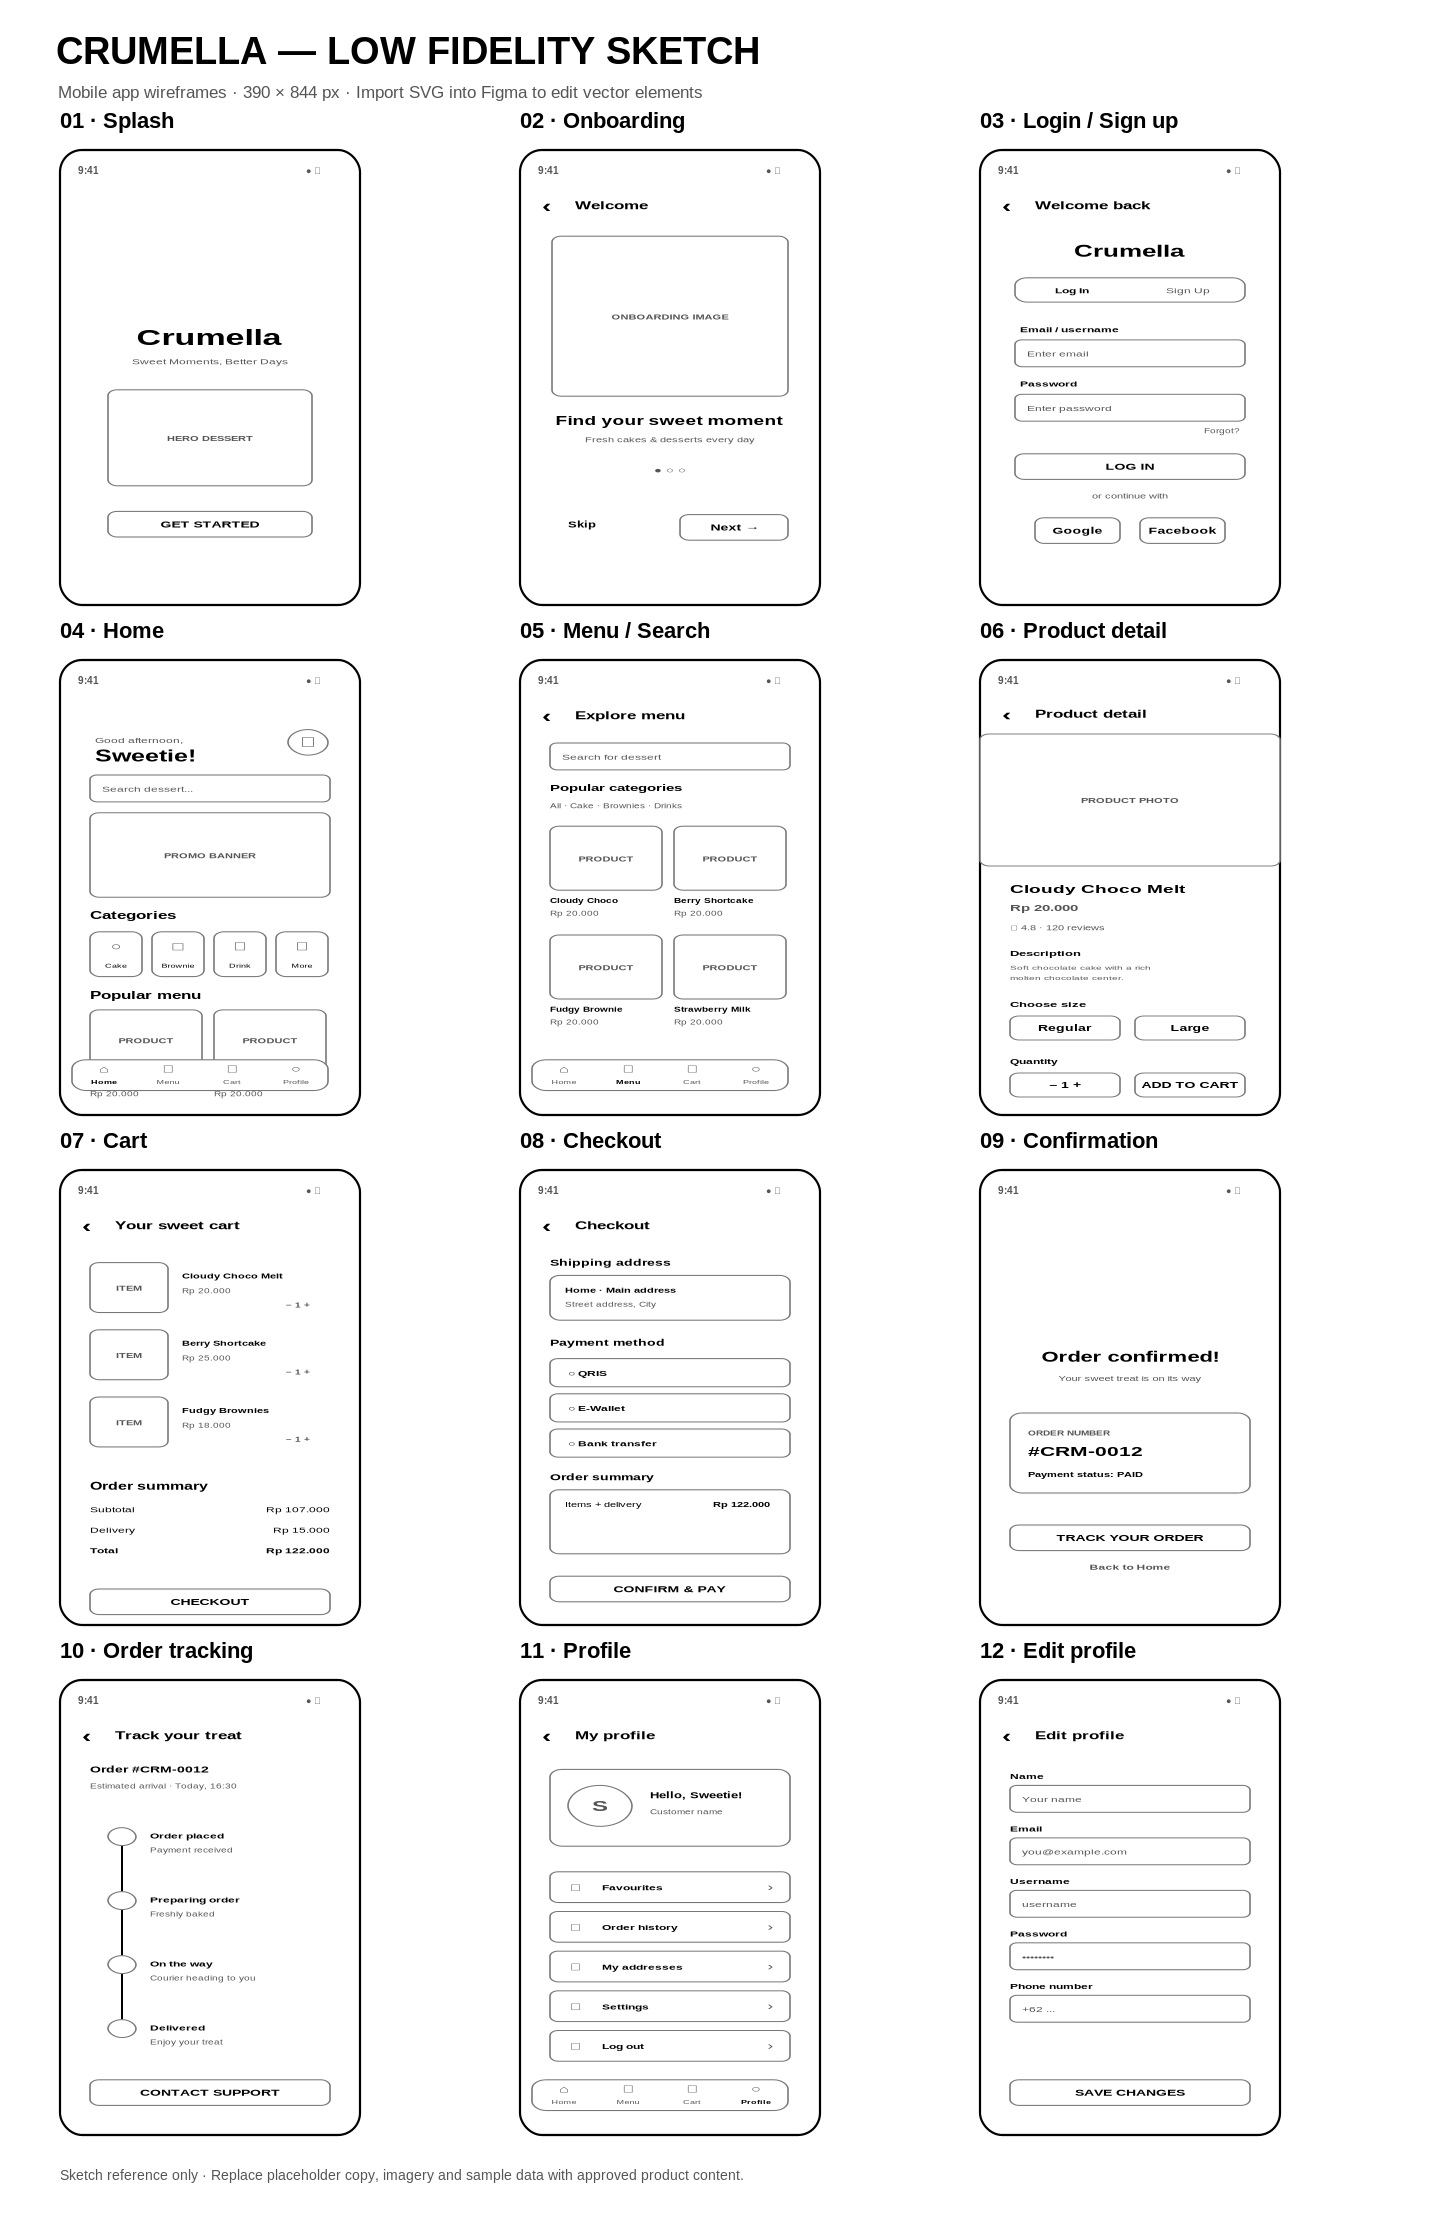 CRUMELLA — LOW FIDELITY SKETCH
Mobile app wireframes · 390 × 844 px · Import SVG into Figma to edit vector elements
01 · Splash
9:41
Crumella
Sweet Moments, Better Days
HERO DESSERT
GET STARTED
02 · Onboarding
9:41
Welcome
ONBOARDING IMAGE
Find your sweet moment
Fresh cakes & desserts every day
Skip
Next →
03 · Login / Sign up
9:41
Welcome back
Crumella
Log In Sign Up
Email / username
Enter email
Password
Enter password
Forgot?
LOG IN
or continue with
Google Facebook
04 · Home
9:41
Good afternoon,
Sweetie!
Search dessert...
PROMO BANNER
Categories
Cake Brownie Drink More
Popular menu
PRODUCT PRODUCT
Home Menu Cart Profile
Rp 20.000 Rp 20.000
05 · Menu / Search
9:41
Explore menu
Search for dessert
Popular categories
All · Cake · Brownies · Drinks
PRODUCT PRODUCT
Cloudy Choco Berry Shortcake
Rp 20.000 Rp 20.000
PRODUCT PRODUCT
Fudgy Brownie Strawberry Milk
Rp 20.000 Rp 20.000
Home Menu Cart Profile
06 · Product detail
9:41
Product detail
PRODUCT PHOTO
Cloudy Choco Melt
Rp 20.000
4.8 · 120 reviews
Description
Soft chocolate cake with a rich
molten chocolate center.
Choose size
Regular Large
Quantity
− 1 + ADD TO CART
07 · Cart
9:41
Your sweet cart
ITEM
Cloudy Choco Melt
Rp 20.000
− 1 +
ITEM
Berry Shortcake
Rp 25.000
− 1 +
ITEM
Fudgy Brownies
Rp 18.000
− 1 +
Order summary
Subtotal Rp 107.000
Delivery Rp 15.000
Total Rp 122.000
CHECKOUT
08 · Checkout
9:41
Checkout
Shipping address
Home · Main address
Street address, City
Payment method
○ QRIS
○ E-Wallet
○ Bank transfer
Order summary
Items + delivery Rp 122.000
CONFIRM & PAY
09 · Confirmation
9:41
Order confirmed!
Your sweet treat is on its way
ORDER NUMBER
#CRM-0012
Payment status: PAID
TRACK YOUR ORDER
Back to Home
10 · Order tracking
9:41
Track your treat
Order #CRM-0012
Estimated arrival · Today, 16:30
Order placed
Payment received
Preparing order
Freshly baked
On the way
Courier heading to you
Delivered
Enjoy your treat
CONTACT SUPPORT
11 · Profile
9:41
My profile
S
Hello, Sweetie!
Customer name
Favourites ›
Order history ›
My addresses ›
Settings ›
Log out ›
Home Menu Cart Profile
12 · Edit profile
9:41
Edit profile
Name
Your name
Email
you@example.com
Username
username
Password
••••••••
Phone number
+62 ...
SAVE CHANGES
Sketch reference only · Replace placeholder copy, imagery and sample data with approved product content.